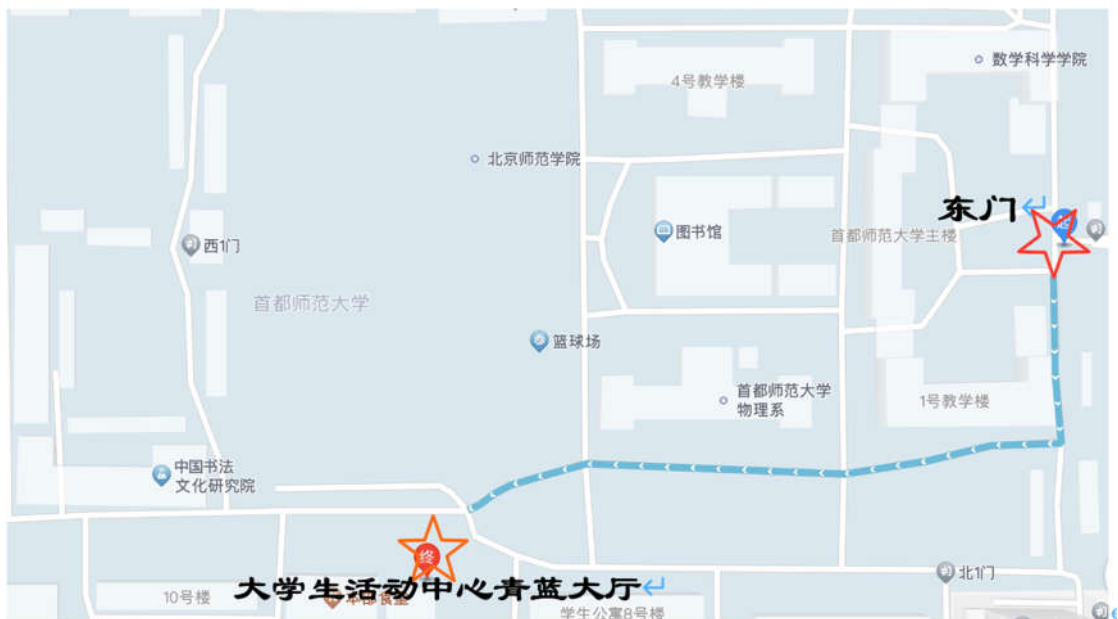 数学科学学院
4号教学楼
北京师范学院
东门
图书馆
首都师范大学主楼
西1门
首都师范大学
篮球场
首都师范大学
物理系
1号教学楼
中国书法
文化研究院
终
北1门
大学生活动中心青蓝大厅
10号楼
本部食堂
学生公寓8号楼